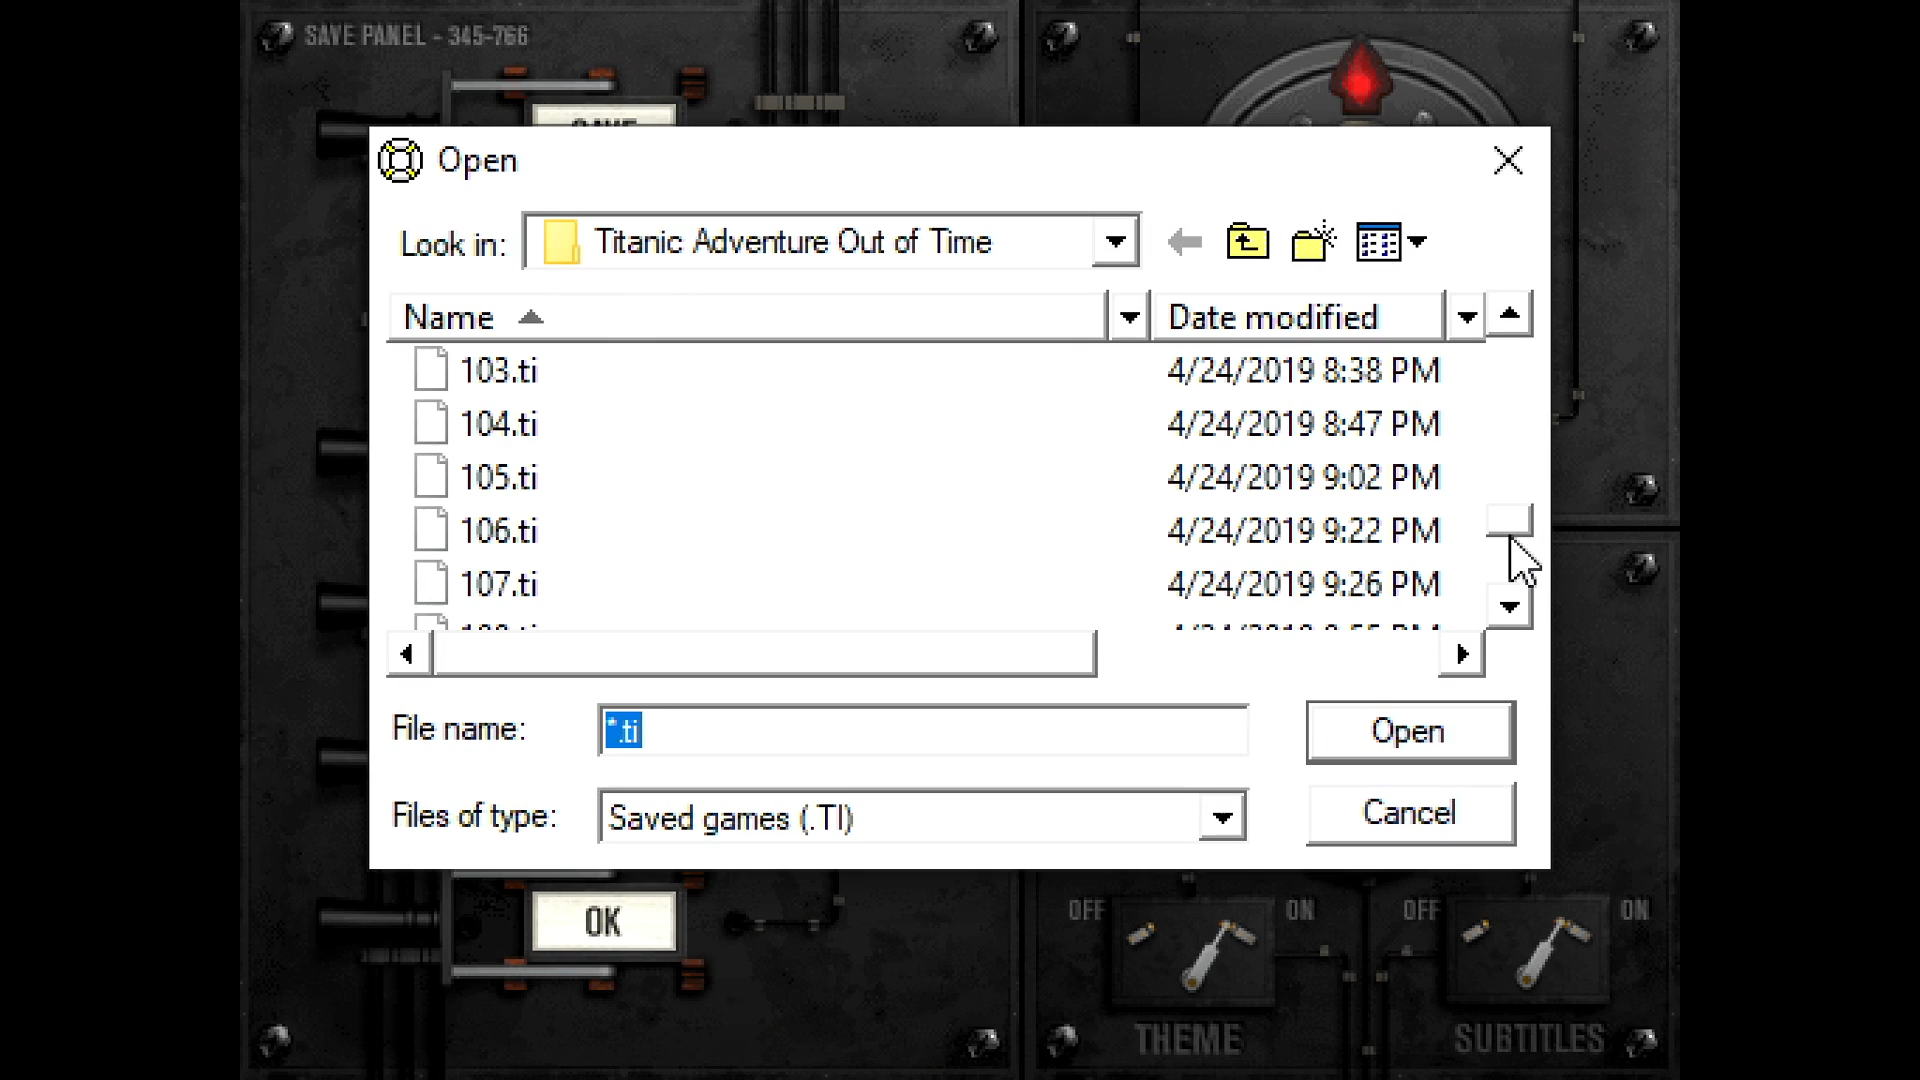 SAVE PANEL - 345-766
Open
Look in: Titanic Adventure Out of Time
Name Date modified
103.ti 4/24/2019 8:38 PM
104.ti 4/24/2019 8:47 PM
105.ti 4/24/2019 9:02 PM
106.ti 4/24/2019 9:22 PM
107.ti 4/24/2019 9:26 PM
File name: *.ti Open
Files of type: Saved games (.TI) Cancel
OK
OFF ON OFF ON
THEME SUBTITLES